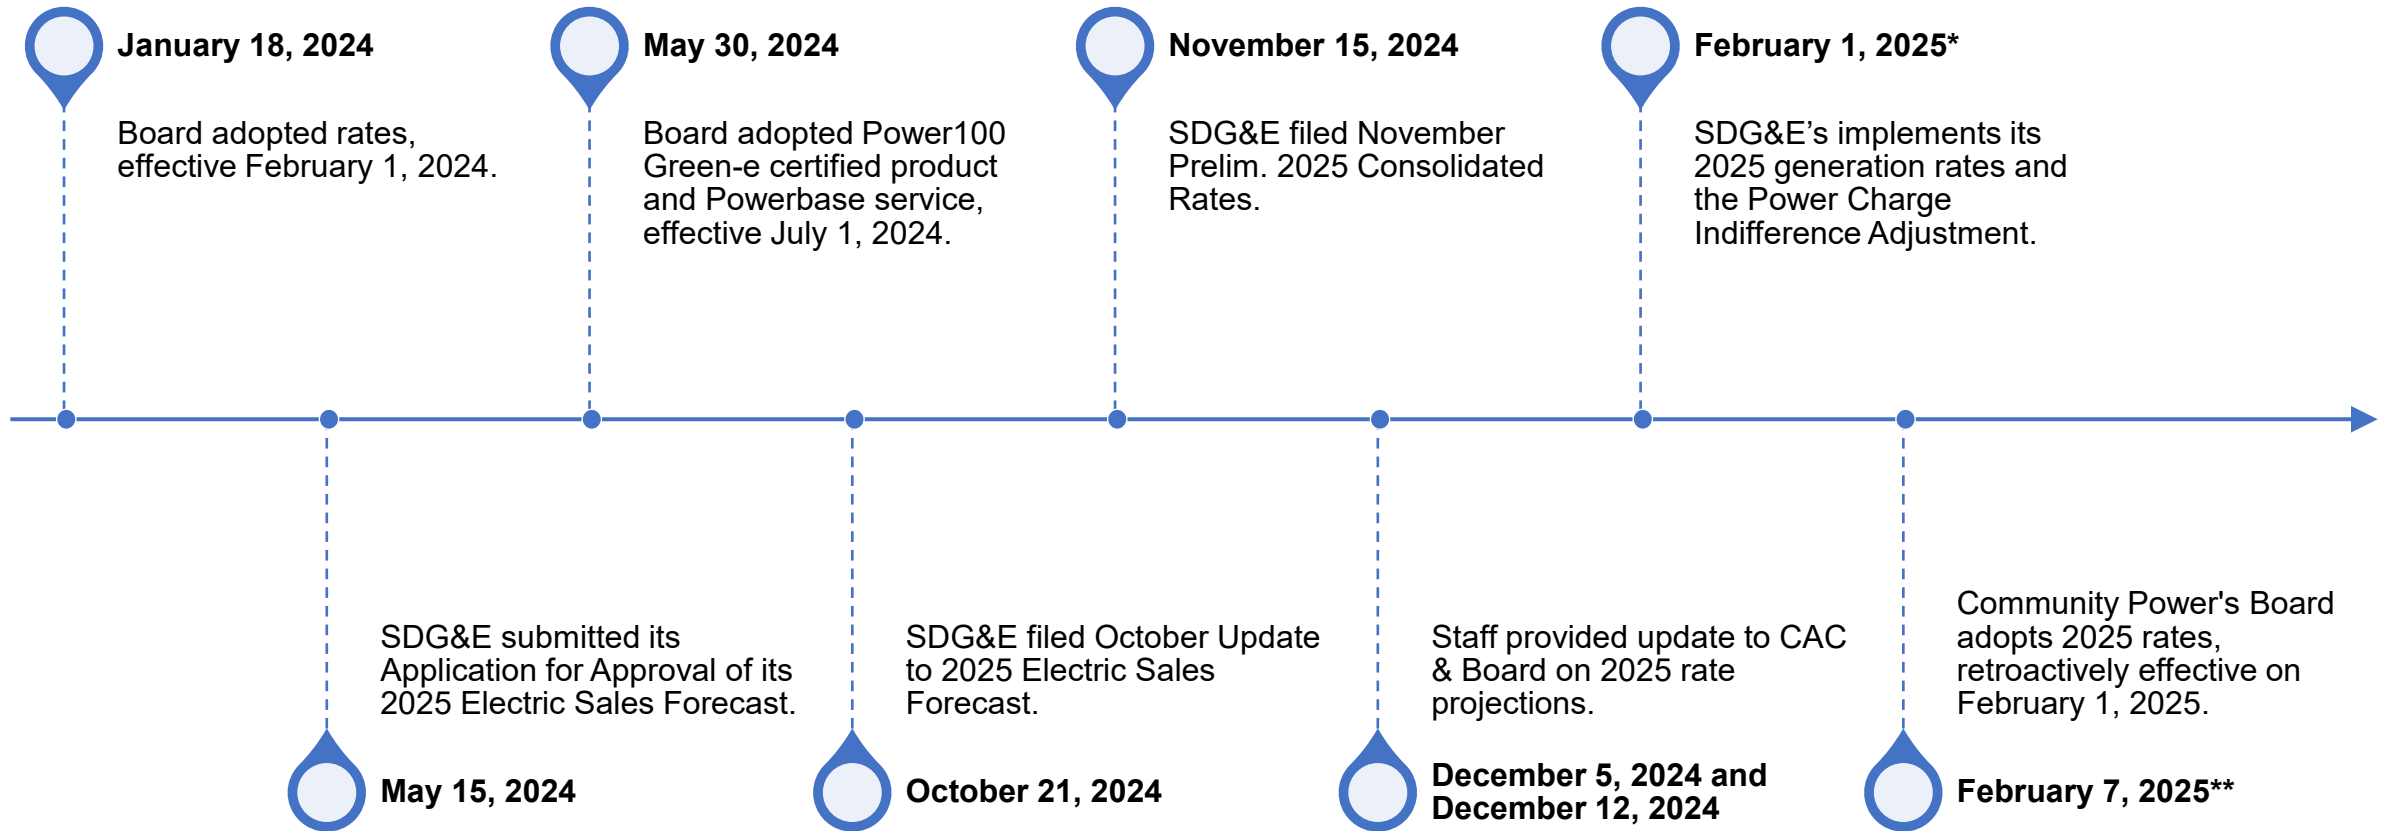 January 18, 2024
Board adopted rates,
effective February 1, 2024.
SDG&E submitted its
Application for Approval of its
2025 Electric Sales Forecast.
May 15, 2024
May 30, 2024
Board adopted Power100
Green-e certified product
and Powerbase service,
effective July 1, 2024.
SDG&E filed October Update
to 2025 Electric Sales
Forecast.
October 21, 2024
November 15, 2024
SDG&E filed November
Prelim. 2025 Consolidated
Rates.
Staff provided update to CAC
& Board on 2025 rate
projections.
December 5, 2024 and
December 12, 2024
February 1, 2025*
SDG&E’s implements its
2025 generation rates and
the Power Charge
Indifference Adjustment.
Community Power's Board
adopts 2025 rates,
retroactively effective on
February 1, 2025.
February 7, 2025**